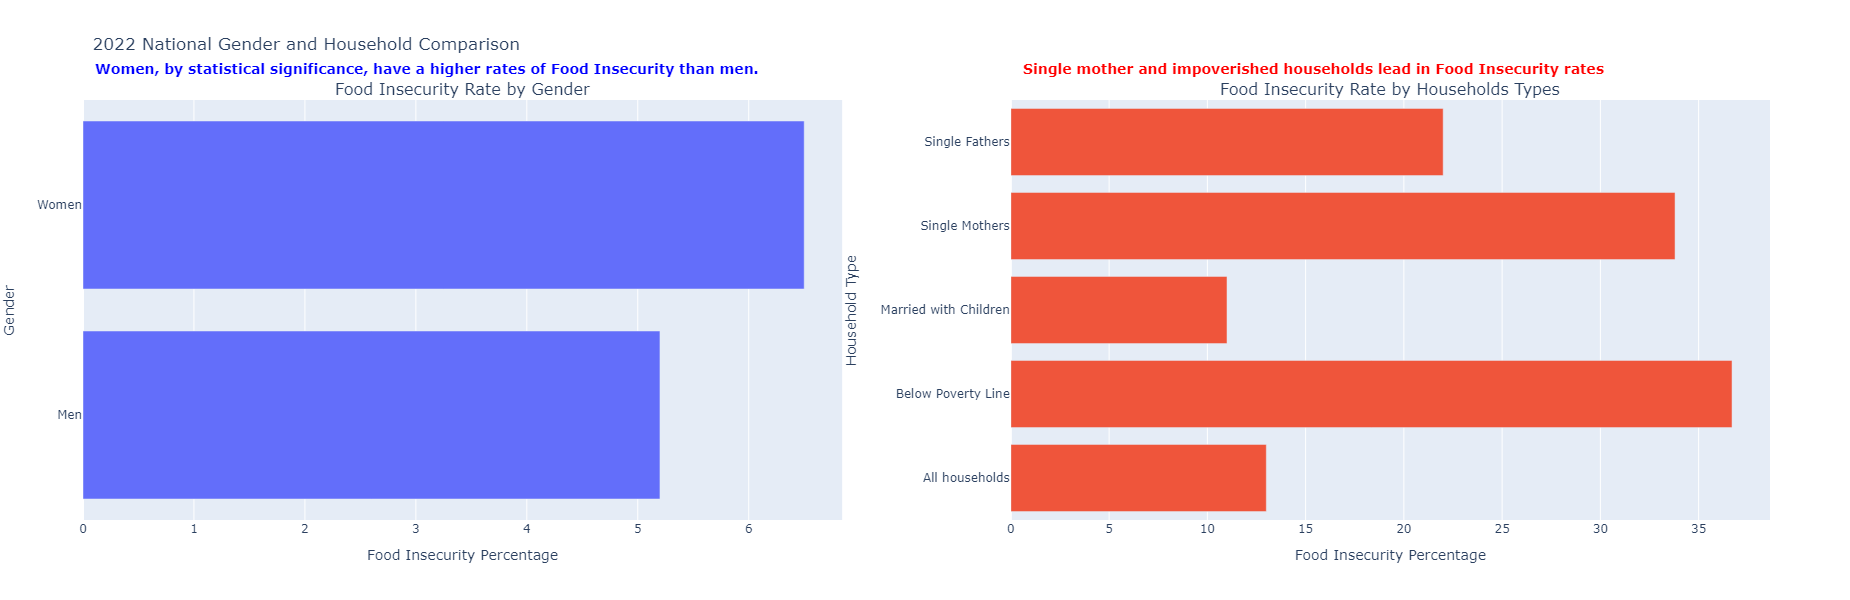 2022 National Gender and Household Comparison
Women, by statistical significance, have a higher rates of Food Insecurity than men.
Food Insecurity Rate by Gender
Gender
Women
Men
0 1 2 3 4 5 6
Food Insecurity Percentage
Single mother and impoverished households lead in Food Insecurity rates
Food Insecurity Rate by Households Types
Household Type
Single Fathers
Single Mothers
Married with Children
Below Poverty Line
All households
0 5 10 15 20 25 30 35
Food Insecurity Percentage